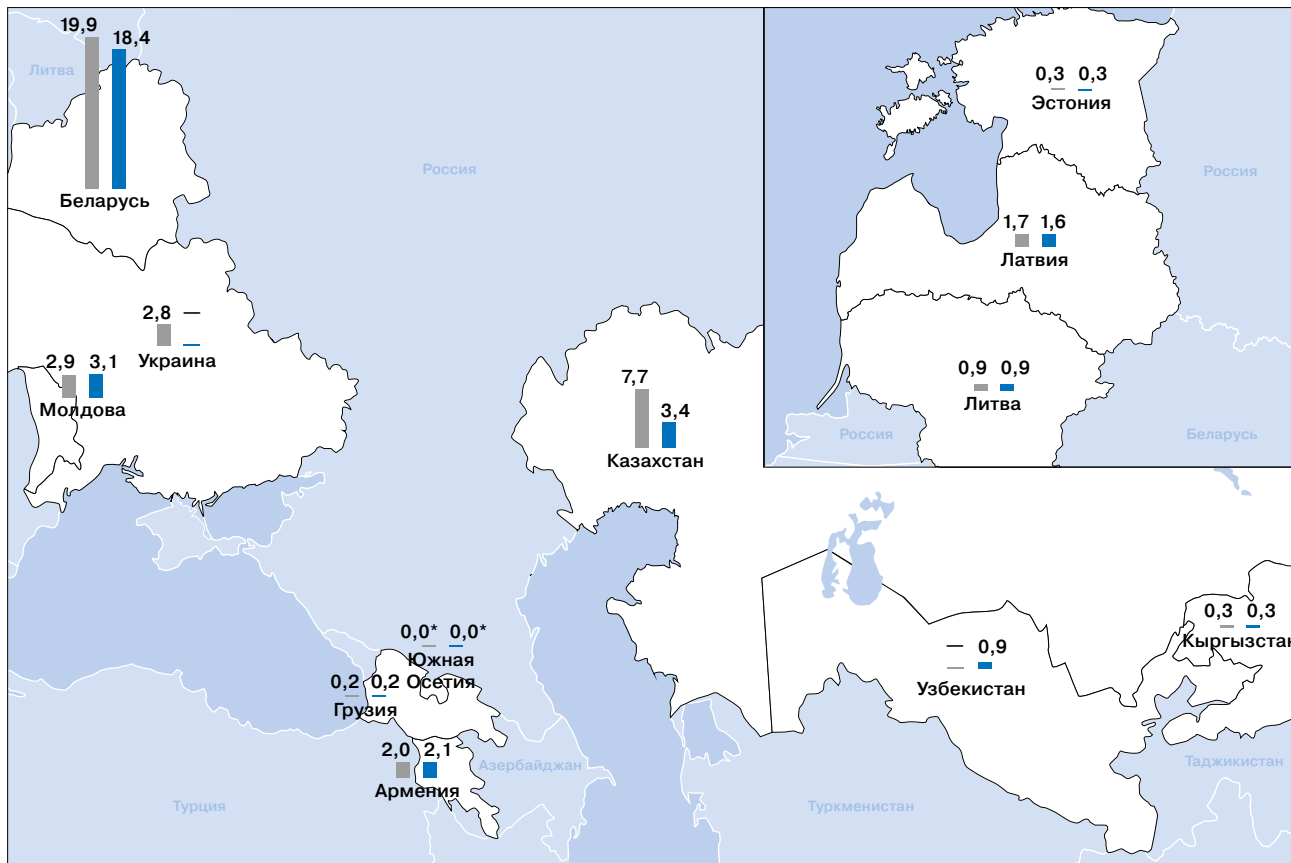 19,9 18,4
Литва
Беларусь
Россия
2,8 —
Украина
2,9 3,1
Молдова
7,7 3,4
Казахстан
0,3 0,3
Эстония
Россия
1,7 1,6
Латвия
0,9 0,9
Литва
Россия
Беларусь
0,0* 0,0*
Южная
Осетия
0,2 0,2
Грузия
2,0 2,1
Армения
Азербайджан
Турция
— 0,9
Узбекистан
0,3 0,3
Кыргызстан
Туркменистан
Таджикистан